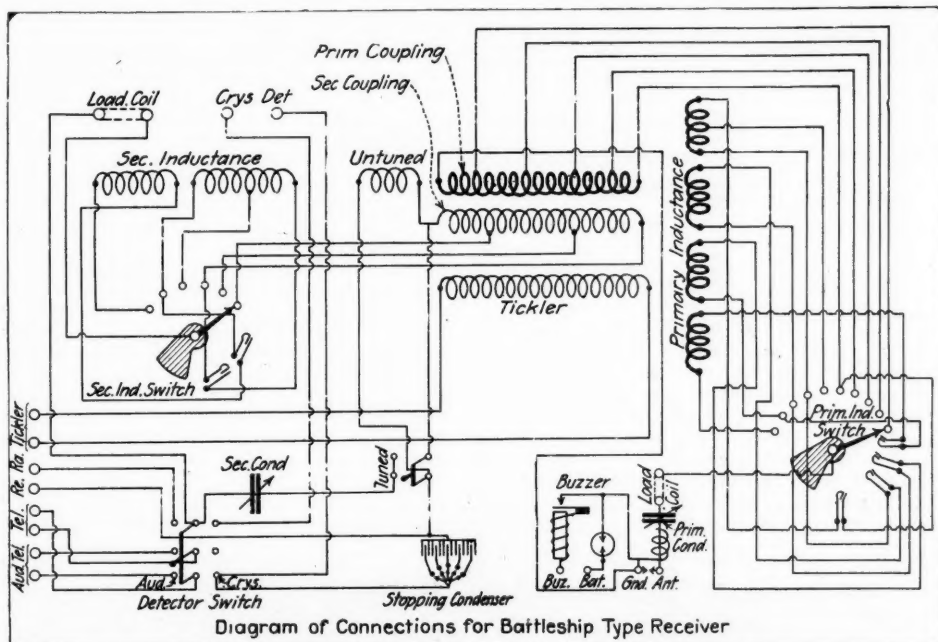 Prim Coupling
Sec Coupling
Load. Coil
Crys Det
Sec. Inductance
Untuned
Primary Inductance
Tickler
Sec. Ind. Switch
Prim. Ind.
Switch
Tickler
Ra.
Re.
Tel.
Aud. Tel.
Sec. Cond
Tuned
Buzzer
Load
Coil
Prim.
Cond.
Buz.
Bat.
Gnd.
Ant.
Aud.
Crys.
Detector Switch
Stopping Condenser
Diagram of Connections for Battleship Type Receiver